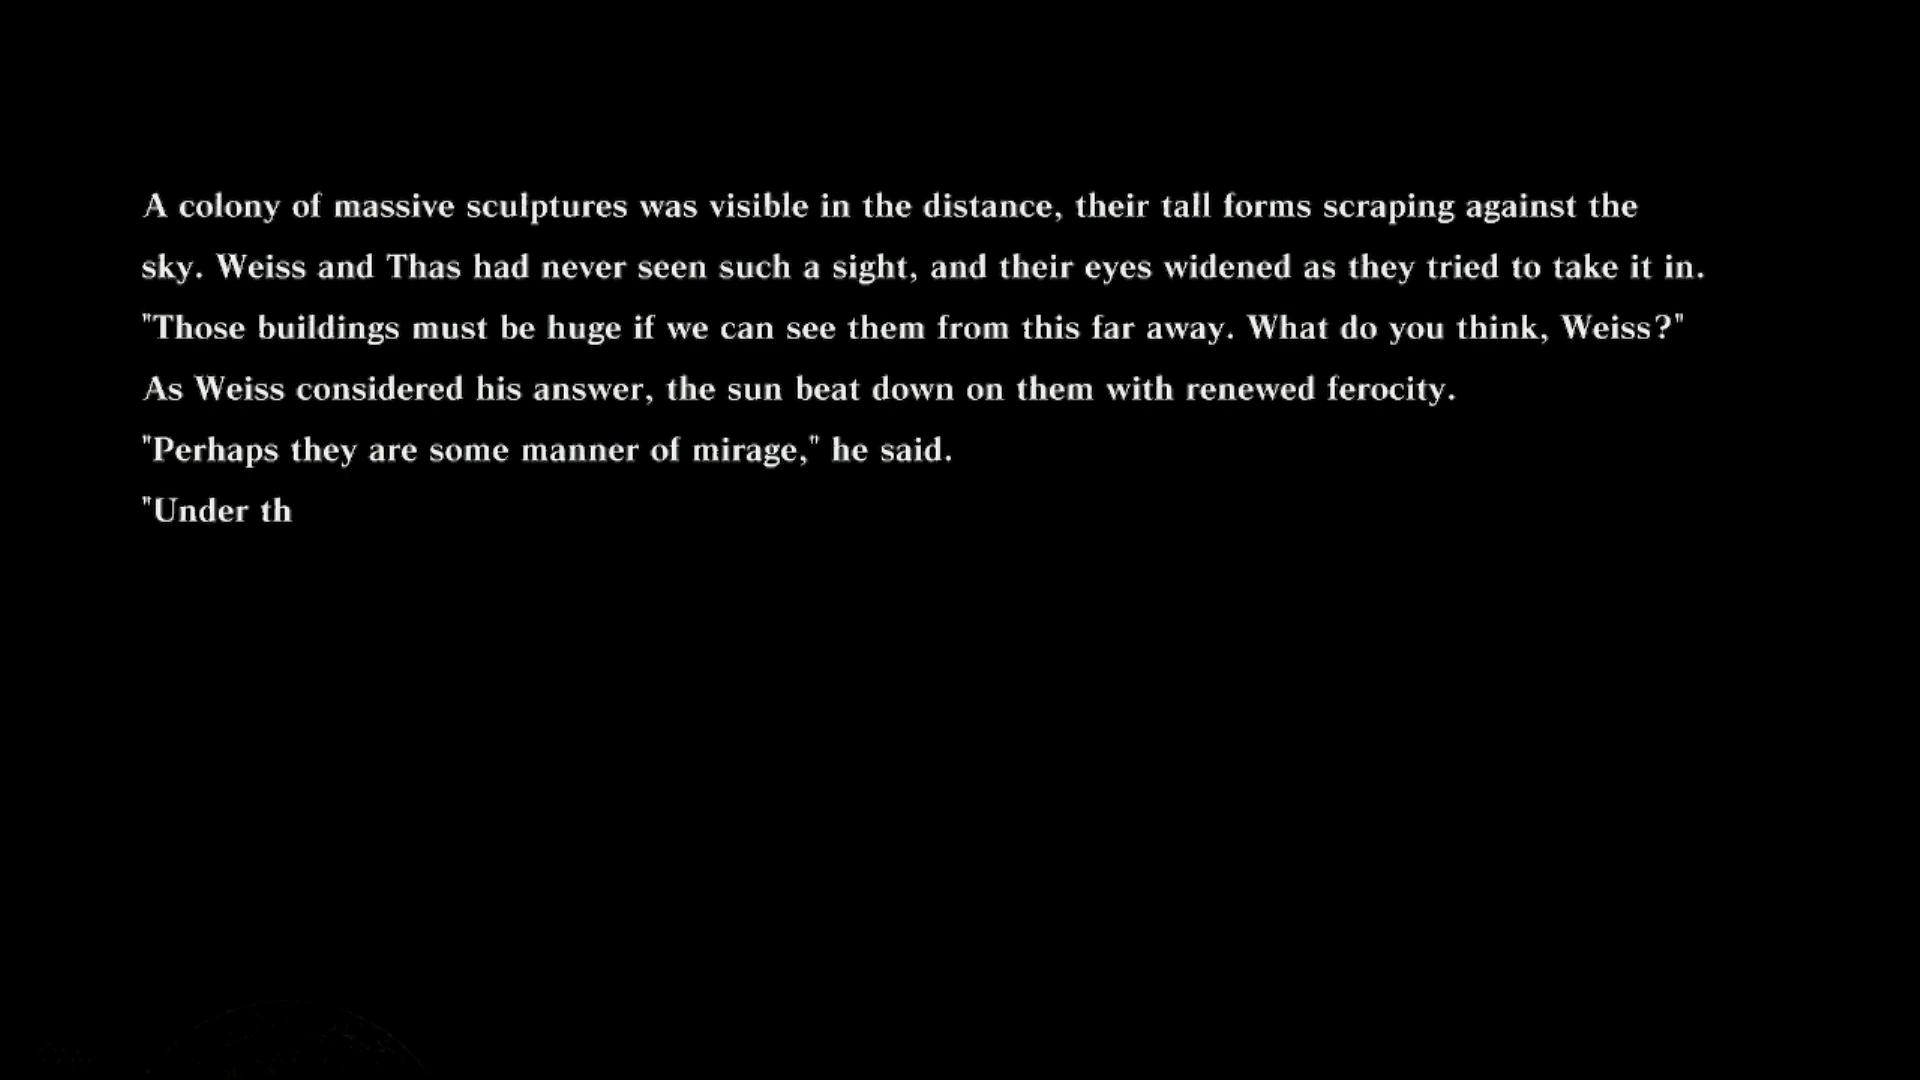 A colony of massive sculptures was visible in the distance, their tall forms scraping against the
sky. Weiss and Thas had never seen such a sight, and their eyes widened as they tried to take it in.
"Those buildings must be huge if we can see them from this far away. What do you think, Weiss?"
As Weiss considered his answer, the sun beat down on them with renewed ferocity.
"Perhaps they are some manner of mirage," he said.
"Under th